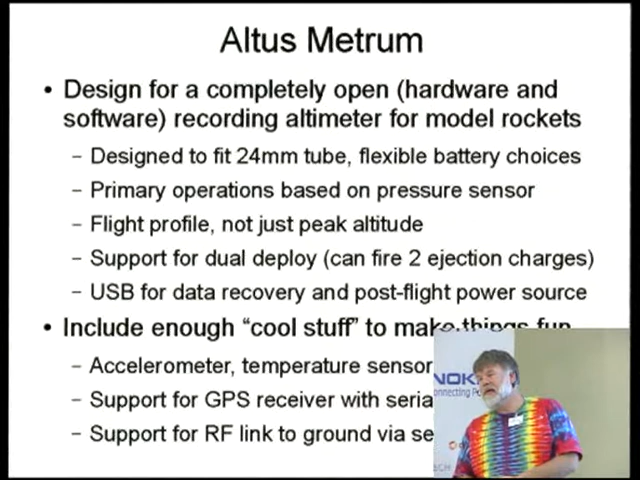 Altus Metrum
• Design for a completely open (hardware and
software) recording altimeter for model rockets
– Designed to fit 24mm tube, flexible battery choices
– Primary operations based on pressure sensor
– Flight profile, not just peak altitude
– Support for dual deploy (can fire 2 ejection charges)
– USB for data recovery and post-flight power source
• Include enough “cool stuff” to make things fun
– Accelerometer, temperature sensor
– Support for GPS receiver with seria
– Support for RF link to ground via se
NOK
onnecting P